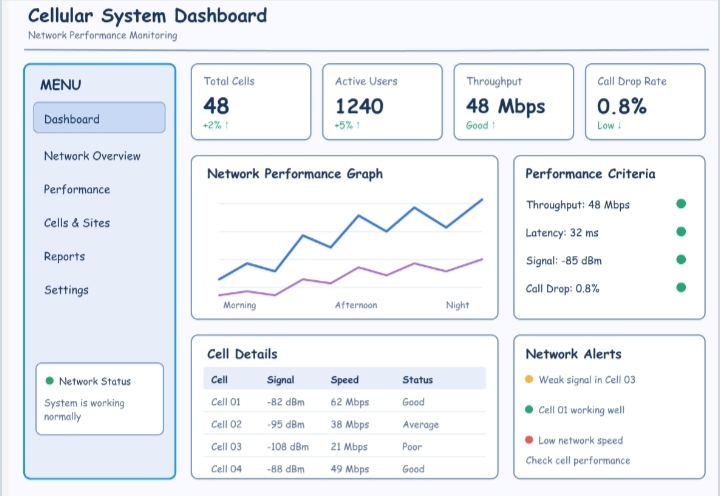 Cellular System Dashboard
Network Performance Monitoring
MENU
Dashboard
Network Overview
Performance
Cells & Sites
Reports
Settings
Network Status
System is working
normally
Total Cells
48
+2% ↑
Active Users
1240
+5% ↑
Throughput
48 Mbps
Good ↑
Call Drop Rate
0.8%
Low ↓
Network Performance Graph
Morning Afternoon Night
Performance Criteria
Throughput: 48 Mbps
Latency: 32 ms
Signal: -85 dBm
Call Drop: 0.8%
Cell Details
Cell Signal Speed Status
Cell 01 -82 dBm 62 Mbps Good
Cell 02 -95 dBm 38 Mbps Average
Cell 03 -108 dBm 21 Mbps Poor
Cell 04 -88 dBm 49 Mbps Good
Network Alerts
Weak signal in Cell 03
Cell 01 working well
Low network speed
Check cell performance